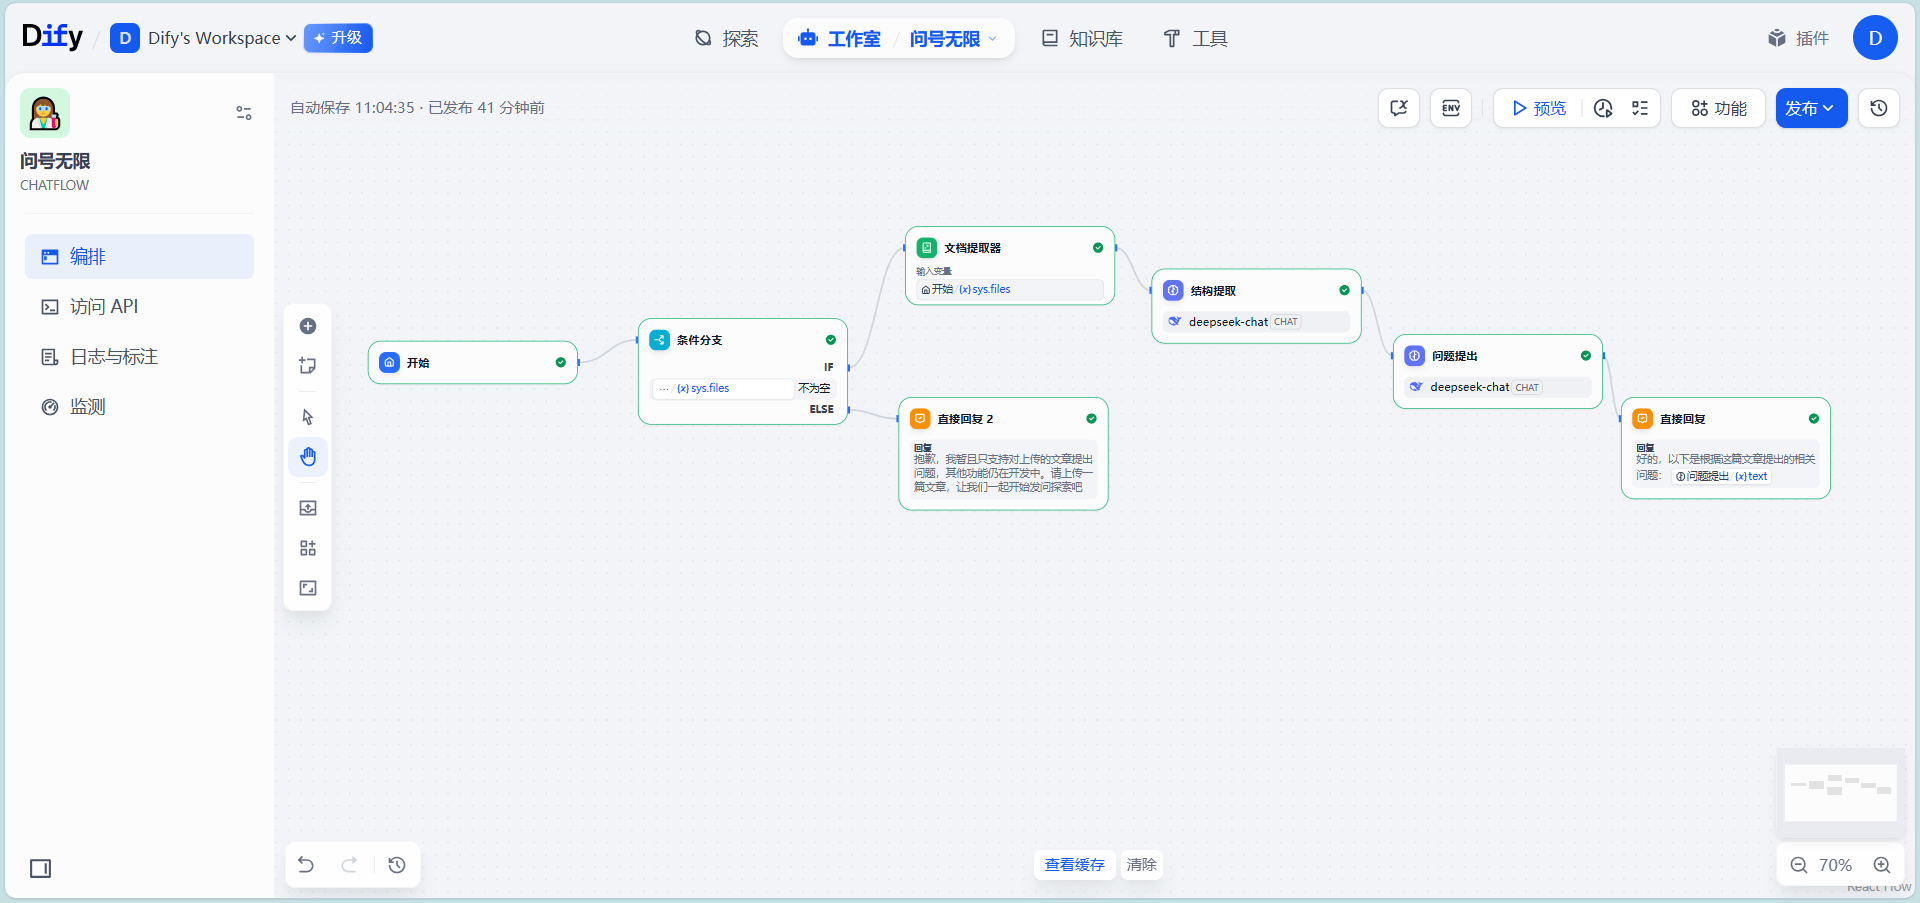 Dify / D Dify's Workspace 升级
探索
工作室 / 问号无限
知识库
工具
插件
D
问号无限
CHATFLOW
编排
访问 API
日志与标注
监测
自动保存 11:04:35 · 已发布 41 分钟前
ENV
预览
功能
发布
开始
条件分支
IF
··· / {x} sys.files 不为空
ELSE
文档提取器
输入变量
开始 / {x} sys.files
直接回复 2
回复
抱歉，我暂且只支持对上传的文章提出
问题，其他功能仍在开发中。请上传一
篇文章，让我们一起开始发问探索吧
结构提取
deepseek-chat CHAT
问题提出
deepseek-chat CHAT
直接回复
回复
好的，以下是根据这篇文章提出的相关
问题： 问题提出 / {x} text
查看缓存
清除
70%
React Flow